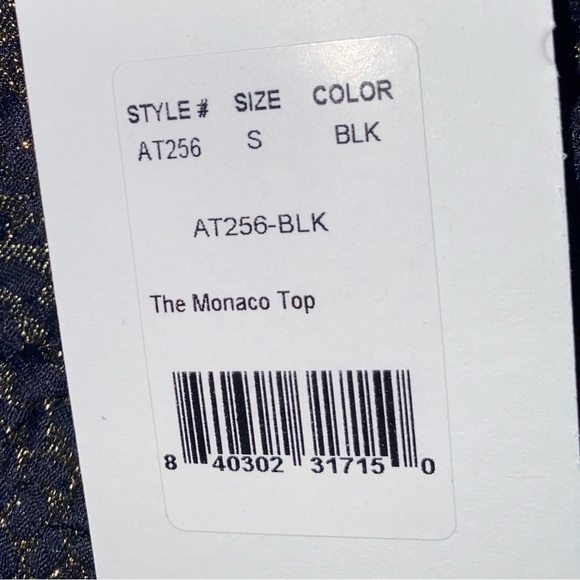 STYLE # SIZE COLOR
AT256 S BLK
AT256-BLK
The Monaco Top
8 40302 31715 0